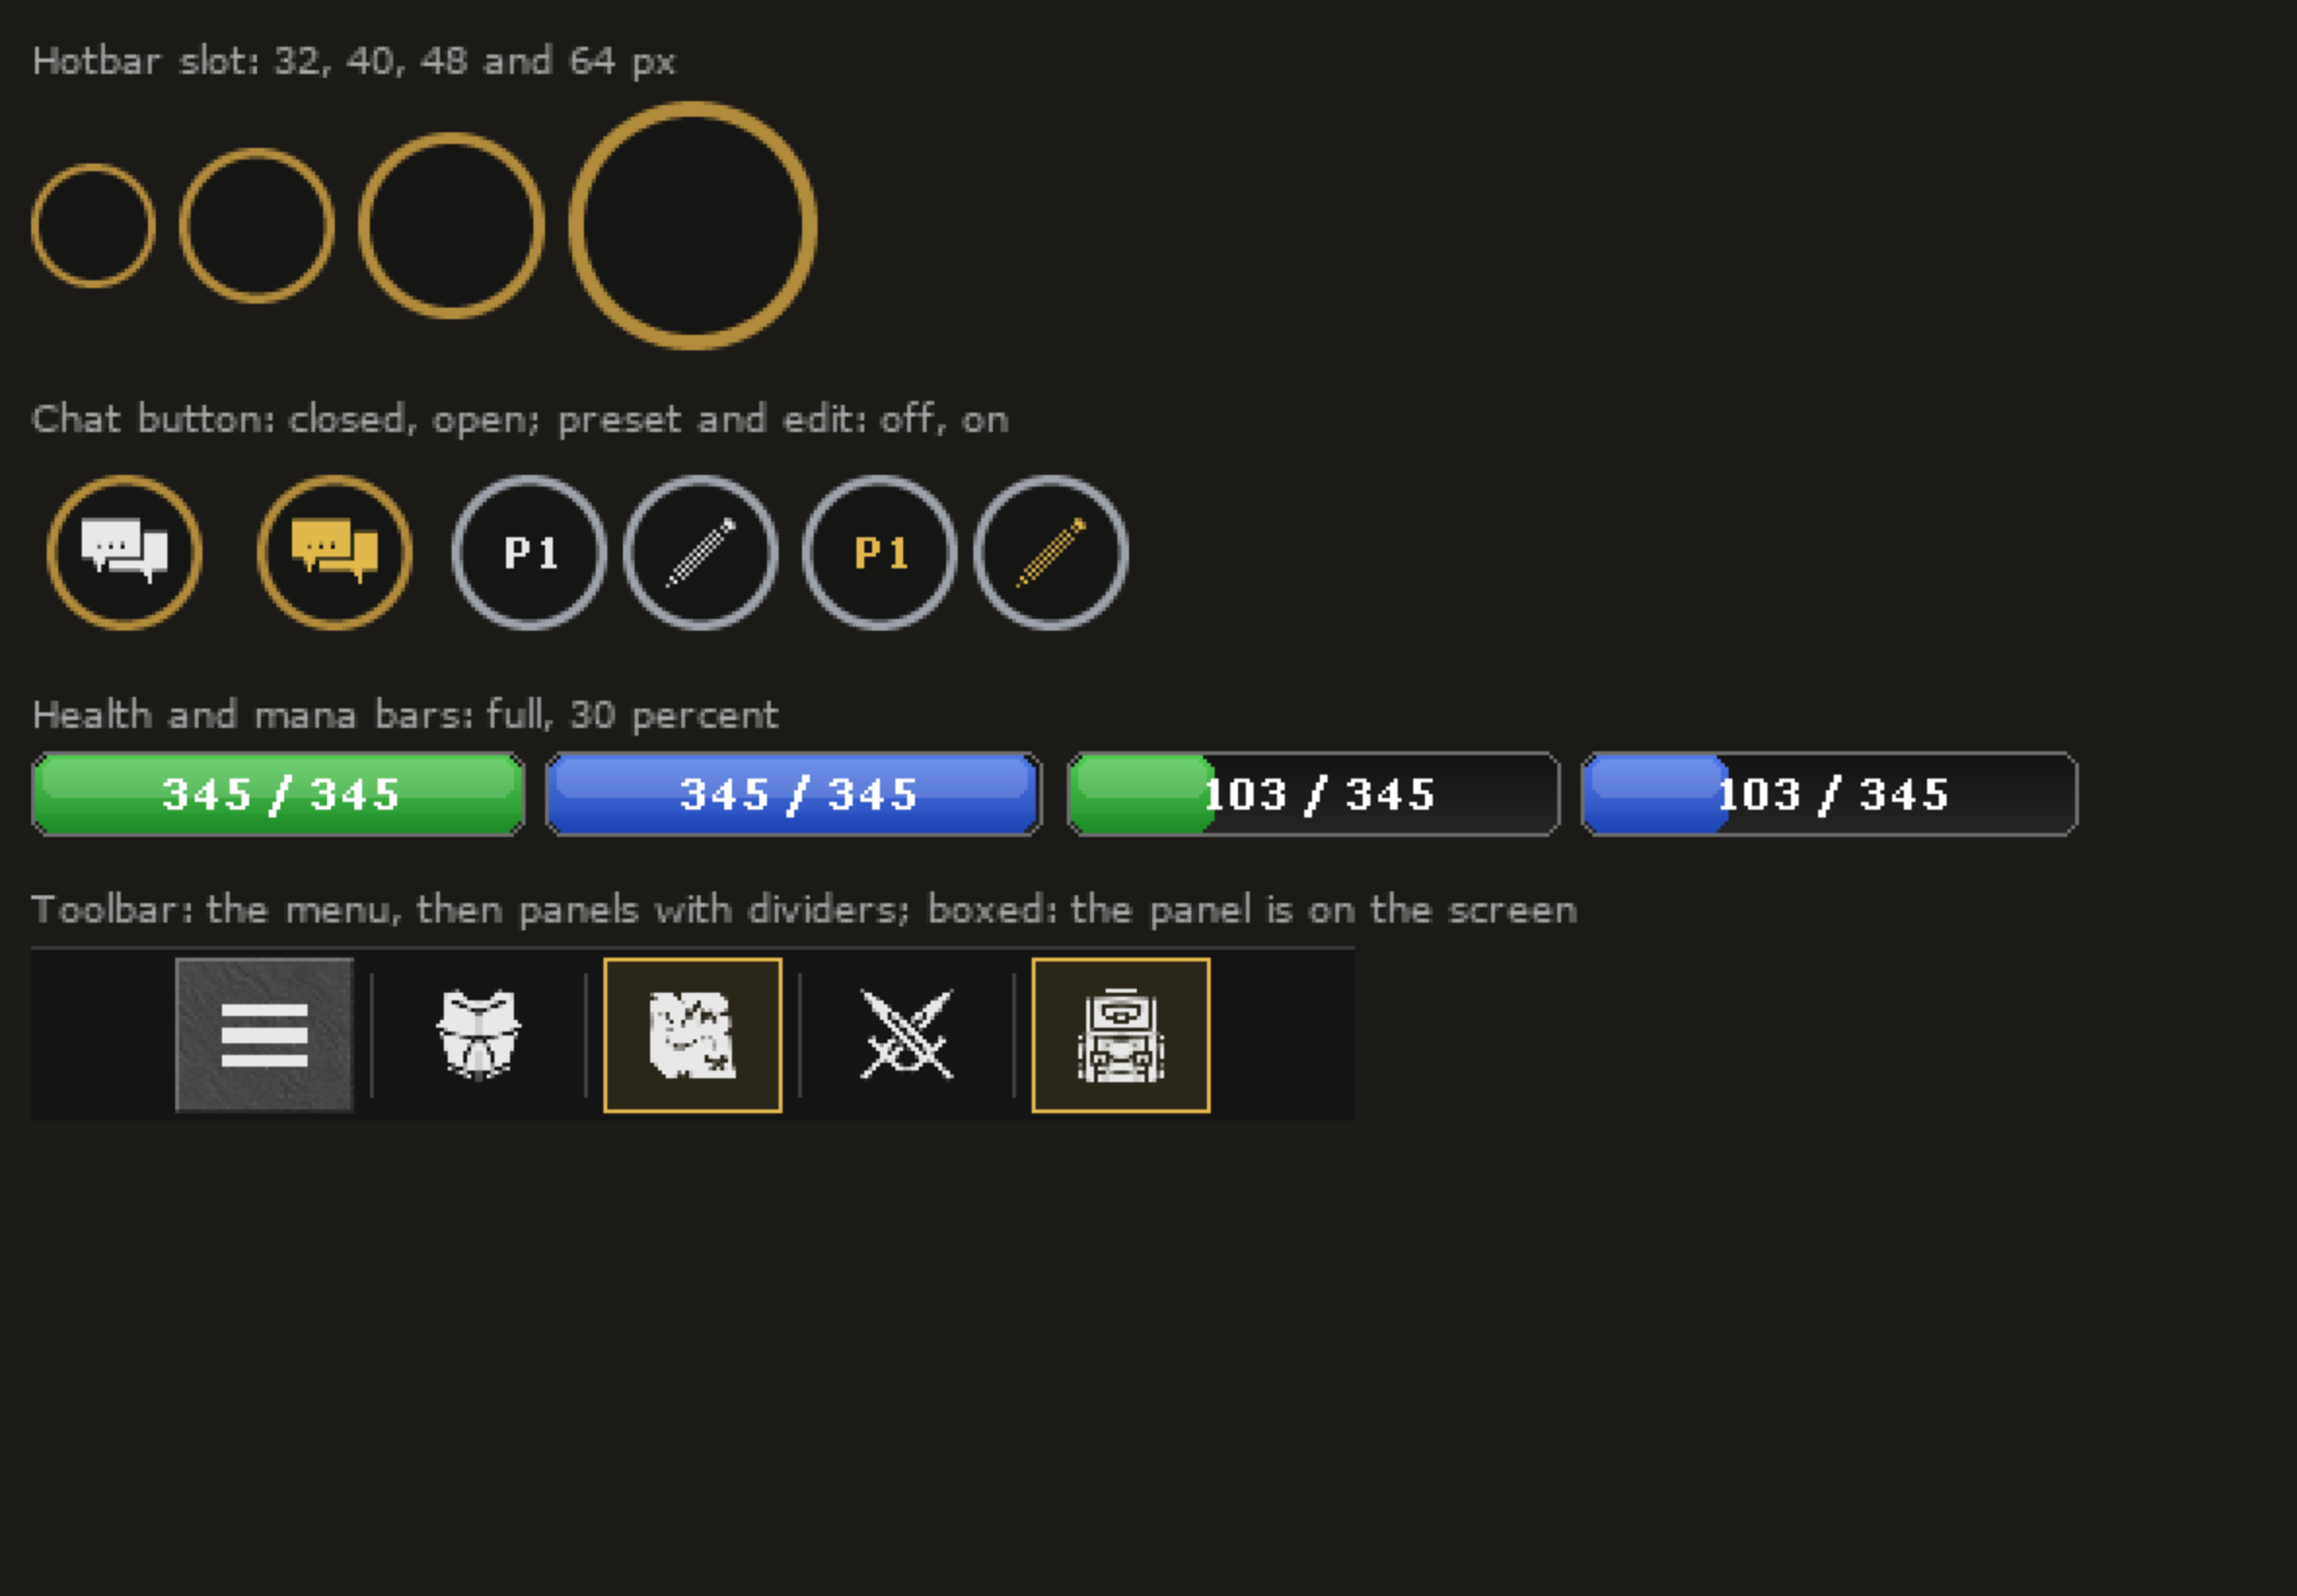 Hotbar slot: 32, 40, 48 and 64 px
Chat button: closed, open; preset and edit: off, on
P1 P1
Health and mana bars: full, 30 percent
345 / 345 345 / 345 103 / 345 103 / 345
Toolbar: the menu, then panels with dividers; boxed: the panel is on the screen